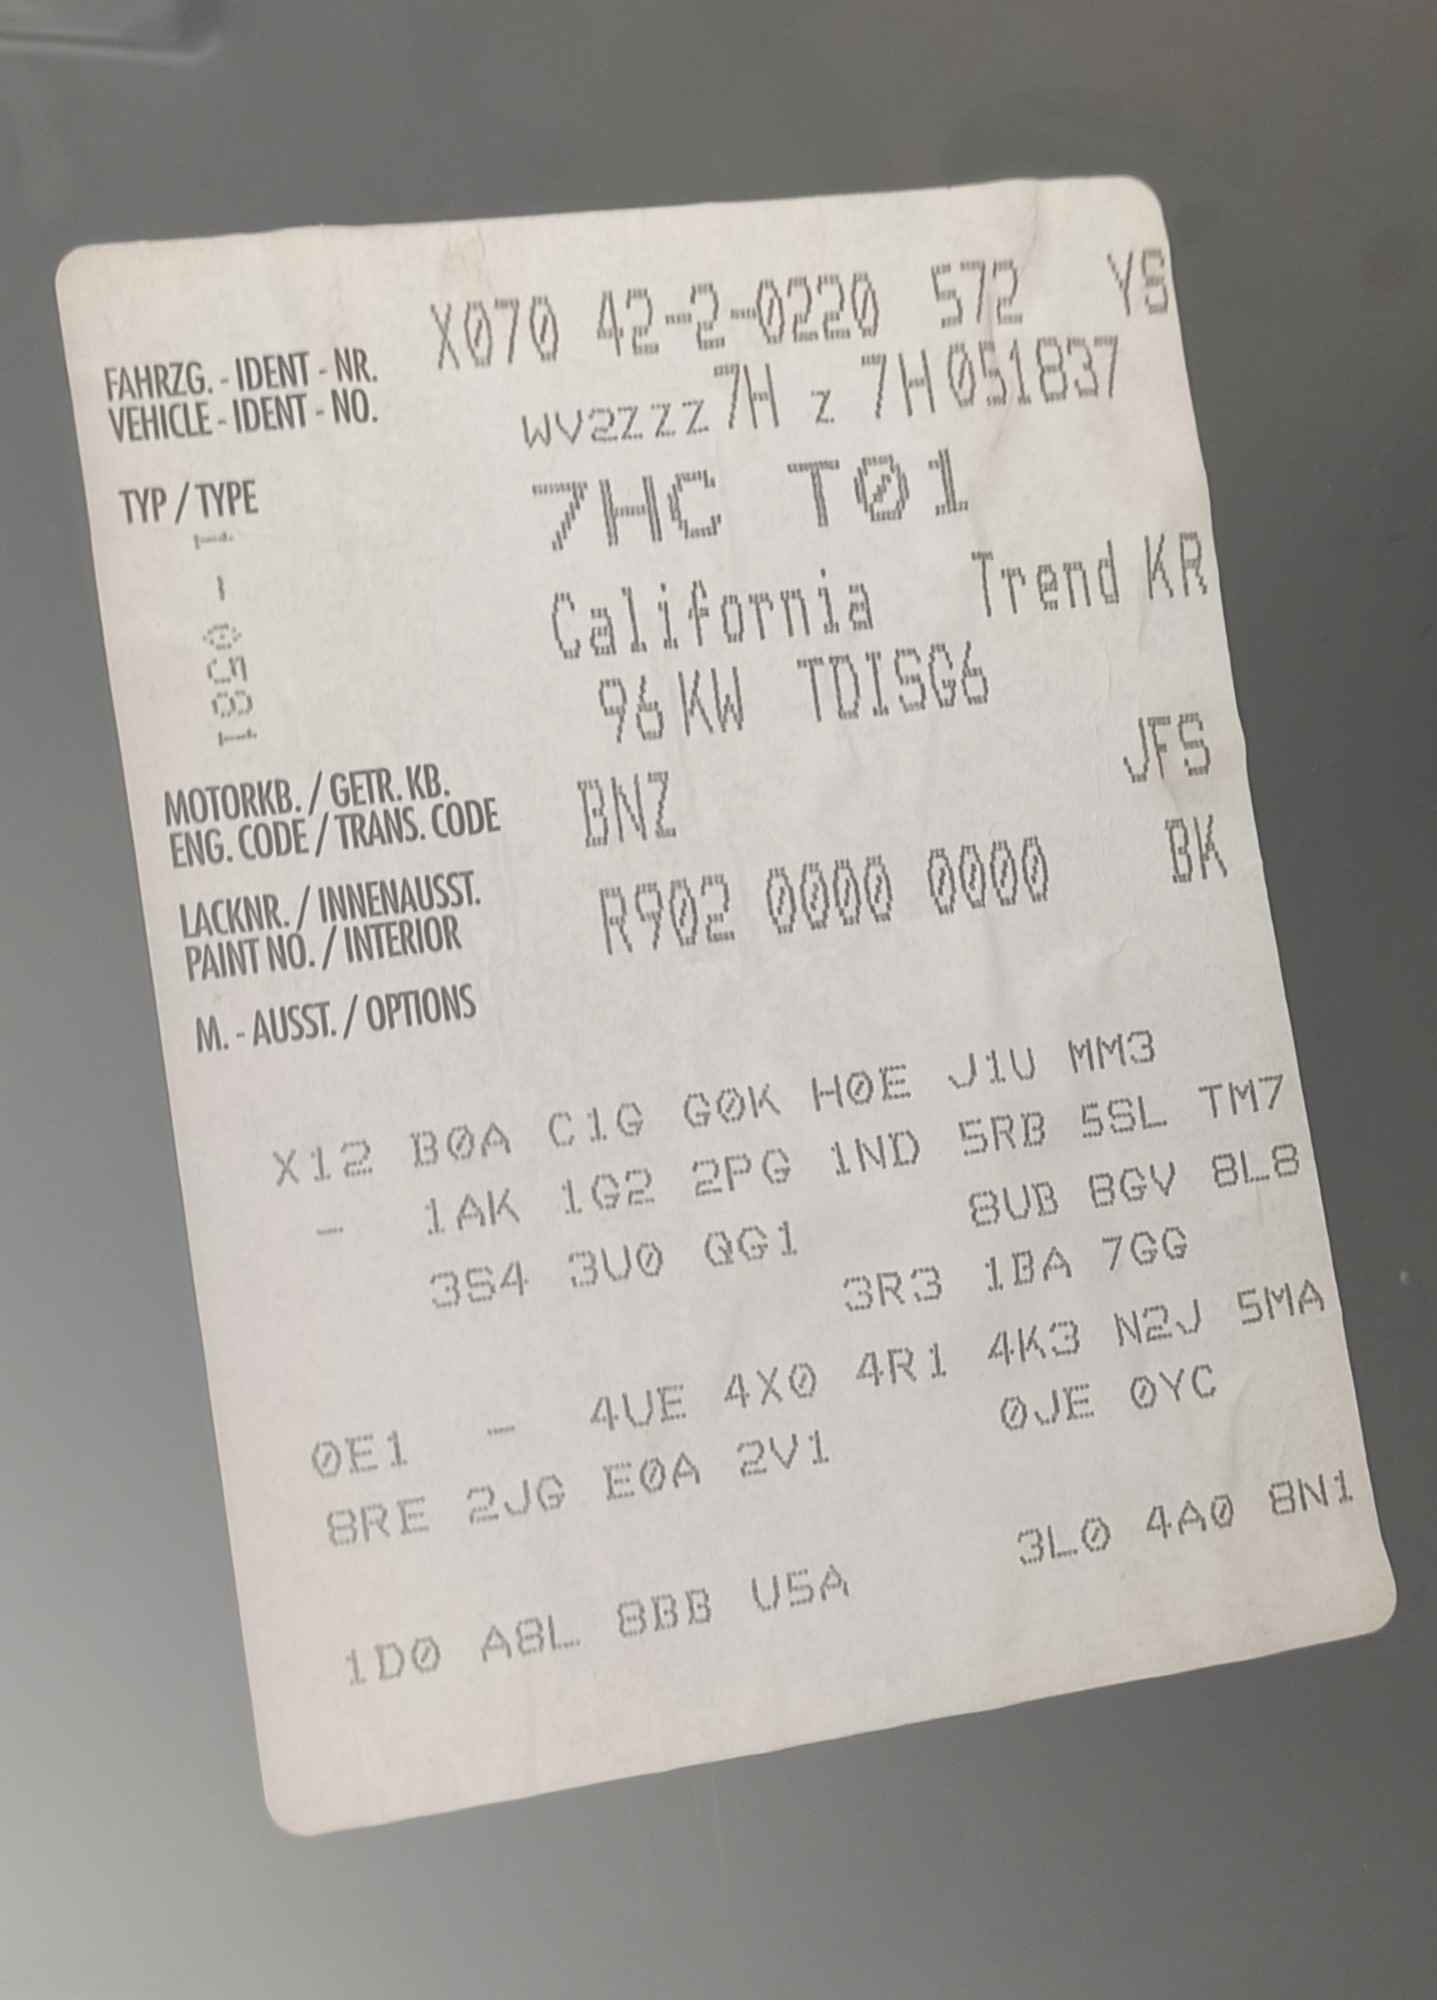 X070 42-2-0220 572 YS
FAHRZG. - IDENT - NR.
VEHICLE - IDENT - NO.
WV2ZZZ7H Z 7H051837
TYP / TYPE
7HC T01
1 - 0581
California Trend KR
96KW TDISG6
MOTORKB. / GETR. KB.
ENG. CODE / TRANS. CODE
BNZ JFS
LACKNR. / INNENAUSST.
PAINT NO. / INTERIOR
R902 0000 0000 BK
M. - AUSST. / OPTIONS
X12 B0A C1G G0K H0E J1U MM3
- 1AK 1G2 2PG 1ND 5RB 5SL TM7
3S4 3U0 QG1 8UB 8GV 8L8
3R3 1BA 7GG
0E1 - 4UE 4X0 4R1 4K3 N2J 5MA
8RE 2JG E0A 2V1 0JE 0YC
1D0 A8L 8BB U5A 3L0 4A0 8N1